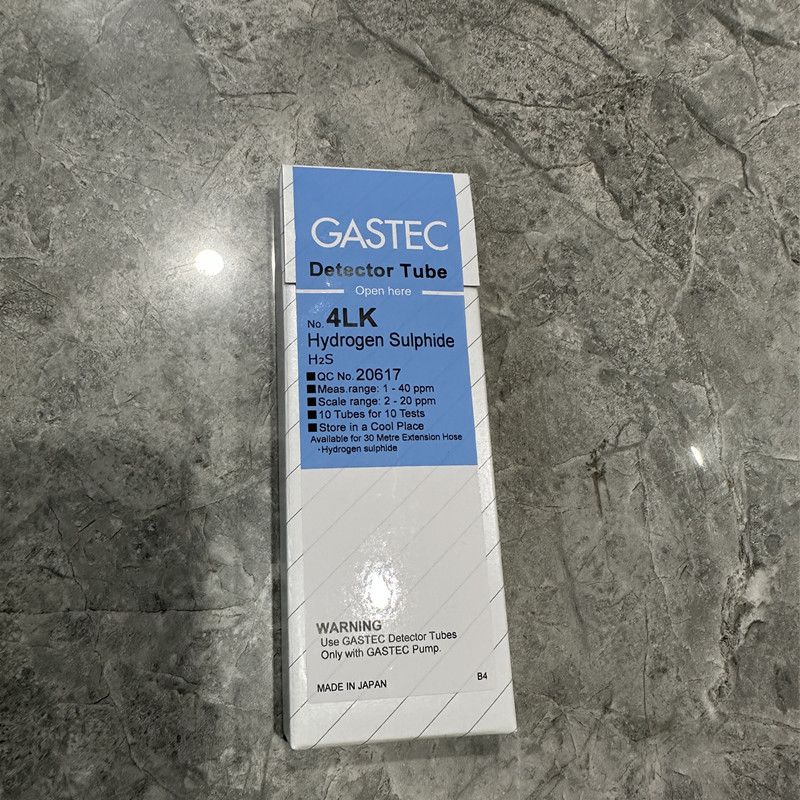 GASTEC
Detector Tube
Open here
No. 4LK
Hydrogen Sulphide
H₂S
■QC No. 20617
■Meas.range: 1 - 40 ppm
■Scale range: 2 - 20 ppm
■10 Tubes for 10 Tests
■Store in a Cool Place
Available for 30 Metre Extension Hose
・Hydrogen sulphide
WARNING
Use GASTEC Detector Tubes
Only with GASTEC Pump.
MADE IN JAPAN
B4